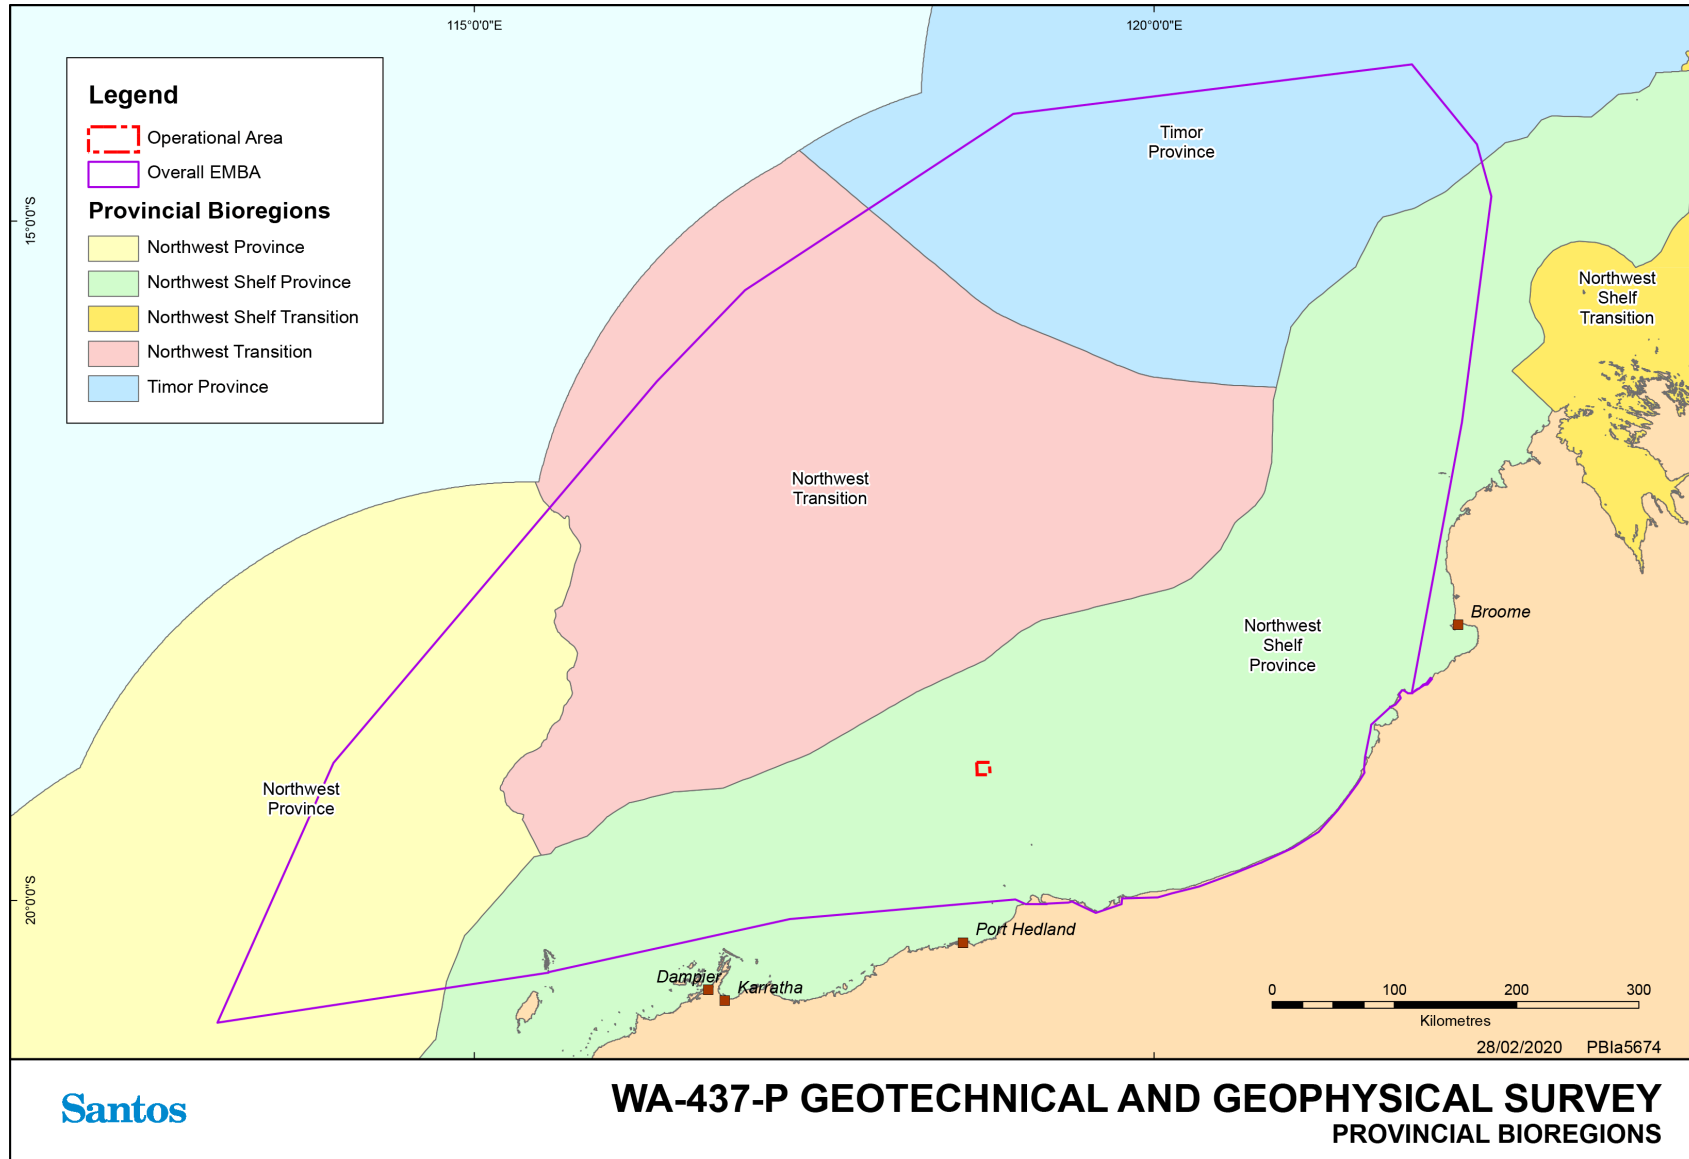 115°0'0"E
120°0'0"E
15°0'0"S
20°0'0"S
Legend
Operational Area
Overall EMBA
Provincial Bioregions
Northwest Province
Northwest Shelf Province
Northwest Shelf Transition
Northwest Transition
Timor Province
Timor
Province
Northwest
Shelf
Transition
Northwest
Transition
Broome
Northwest
Shelf
Province
Northwest
Province
Port Hedland
Dampier
Karratha
0 100 200 300
Kilometres
28/02/2020 PBIa5674
Santos
WA-437-P GEOTECHNICAL AND GEOPHYSICAL SURVEY
PROVINCIAL BIOREGIONS